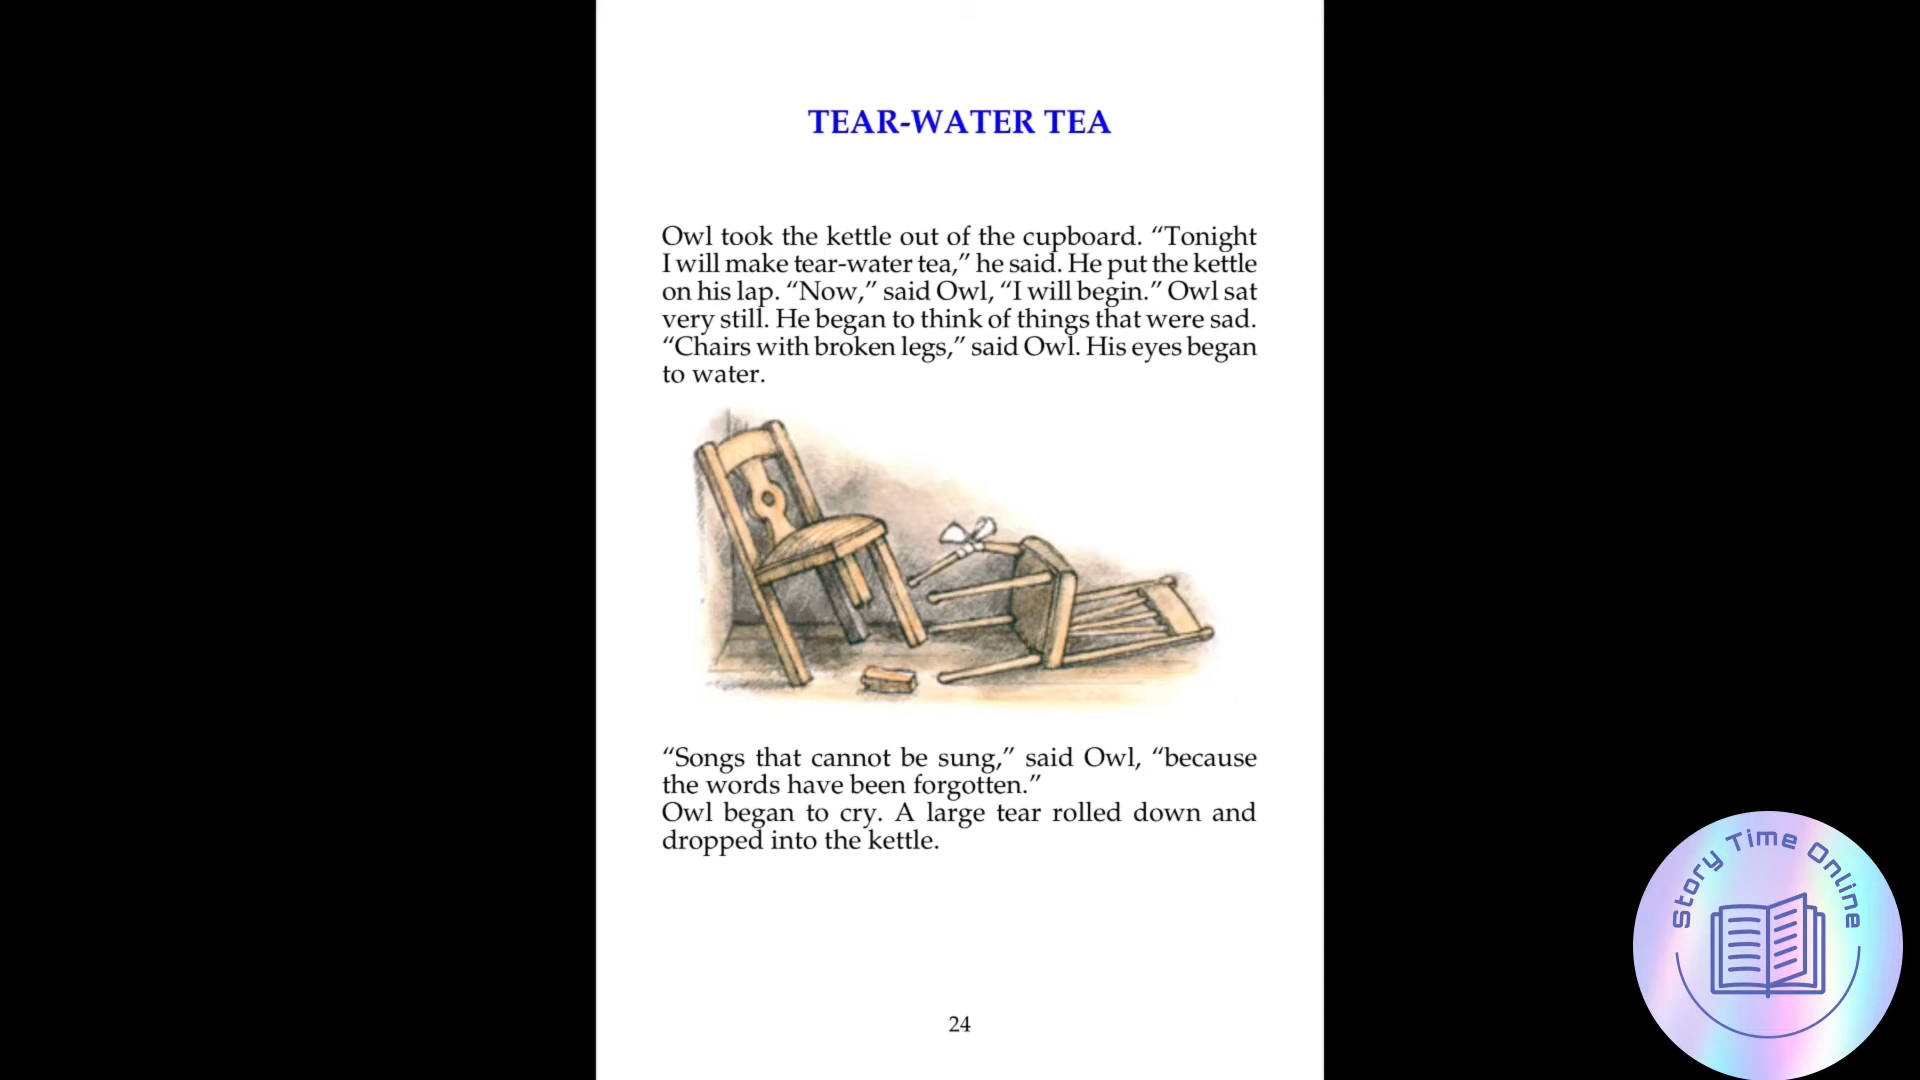 TEAR-WATER TEA
Owl took the kettle out of the cupboard. “Tonight
I will make tear-water tea,” he said. He put the kettle
on his lap. “Now,” said Owl, “I will begin.” Owl sat
very still. He began to think of things that were sad.
“Chairs with broken legs,” said Owl. His eyes began
to water.
“Songs that cannot be sung,” said Owl, “because
the words have been forgotten.”
Owl began to cry. A large tear rolled down and
dropped into the kettle.
24
Story Time Online